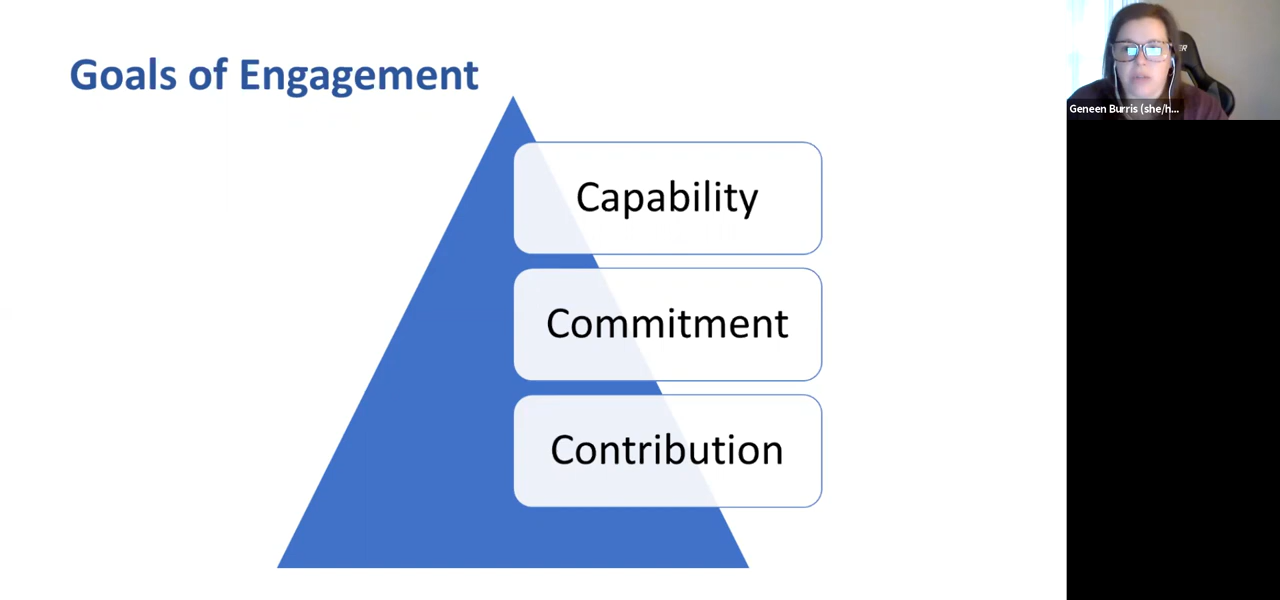 Goals of Engagement
Capability
Commitment
Contribution
Geneen Burris (she/h...